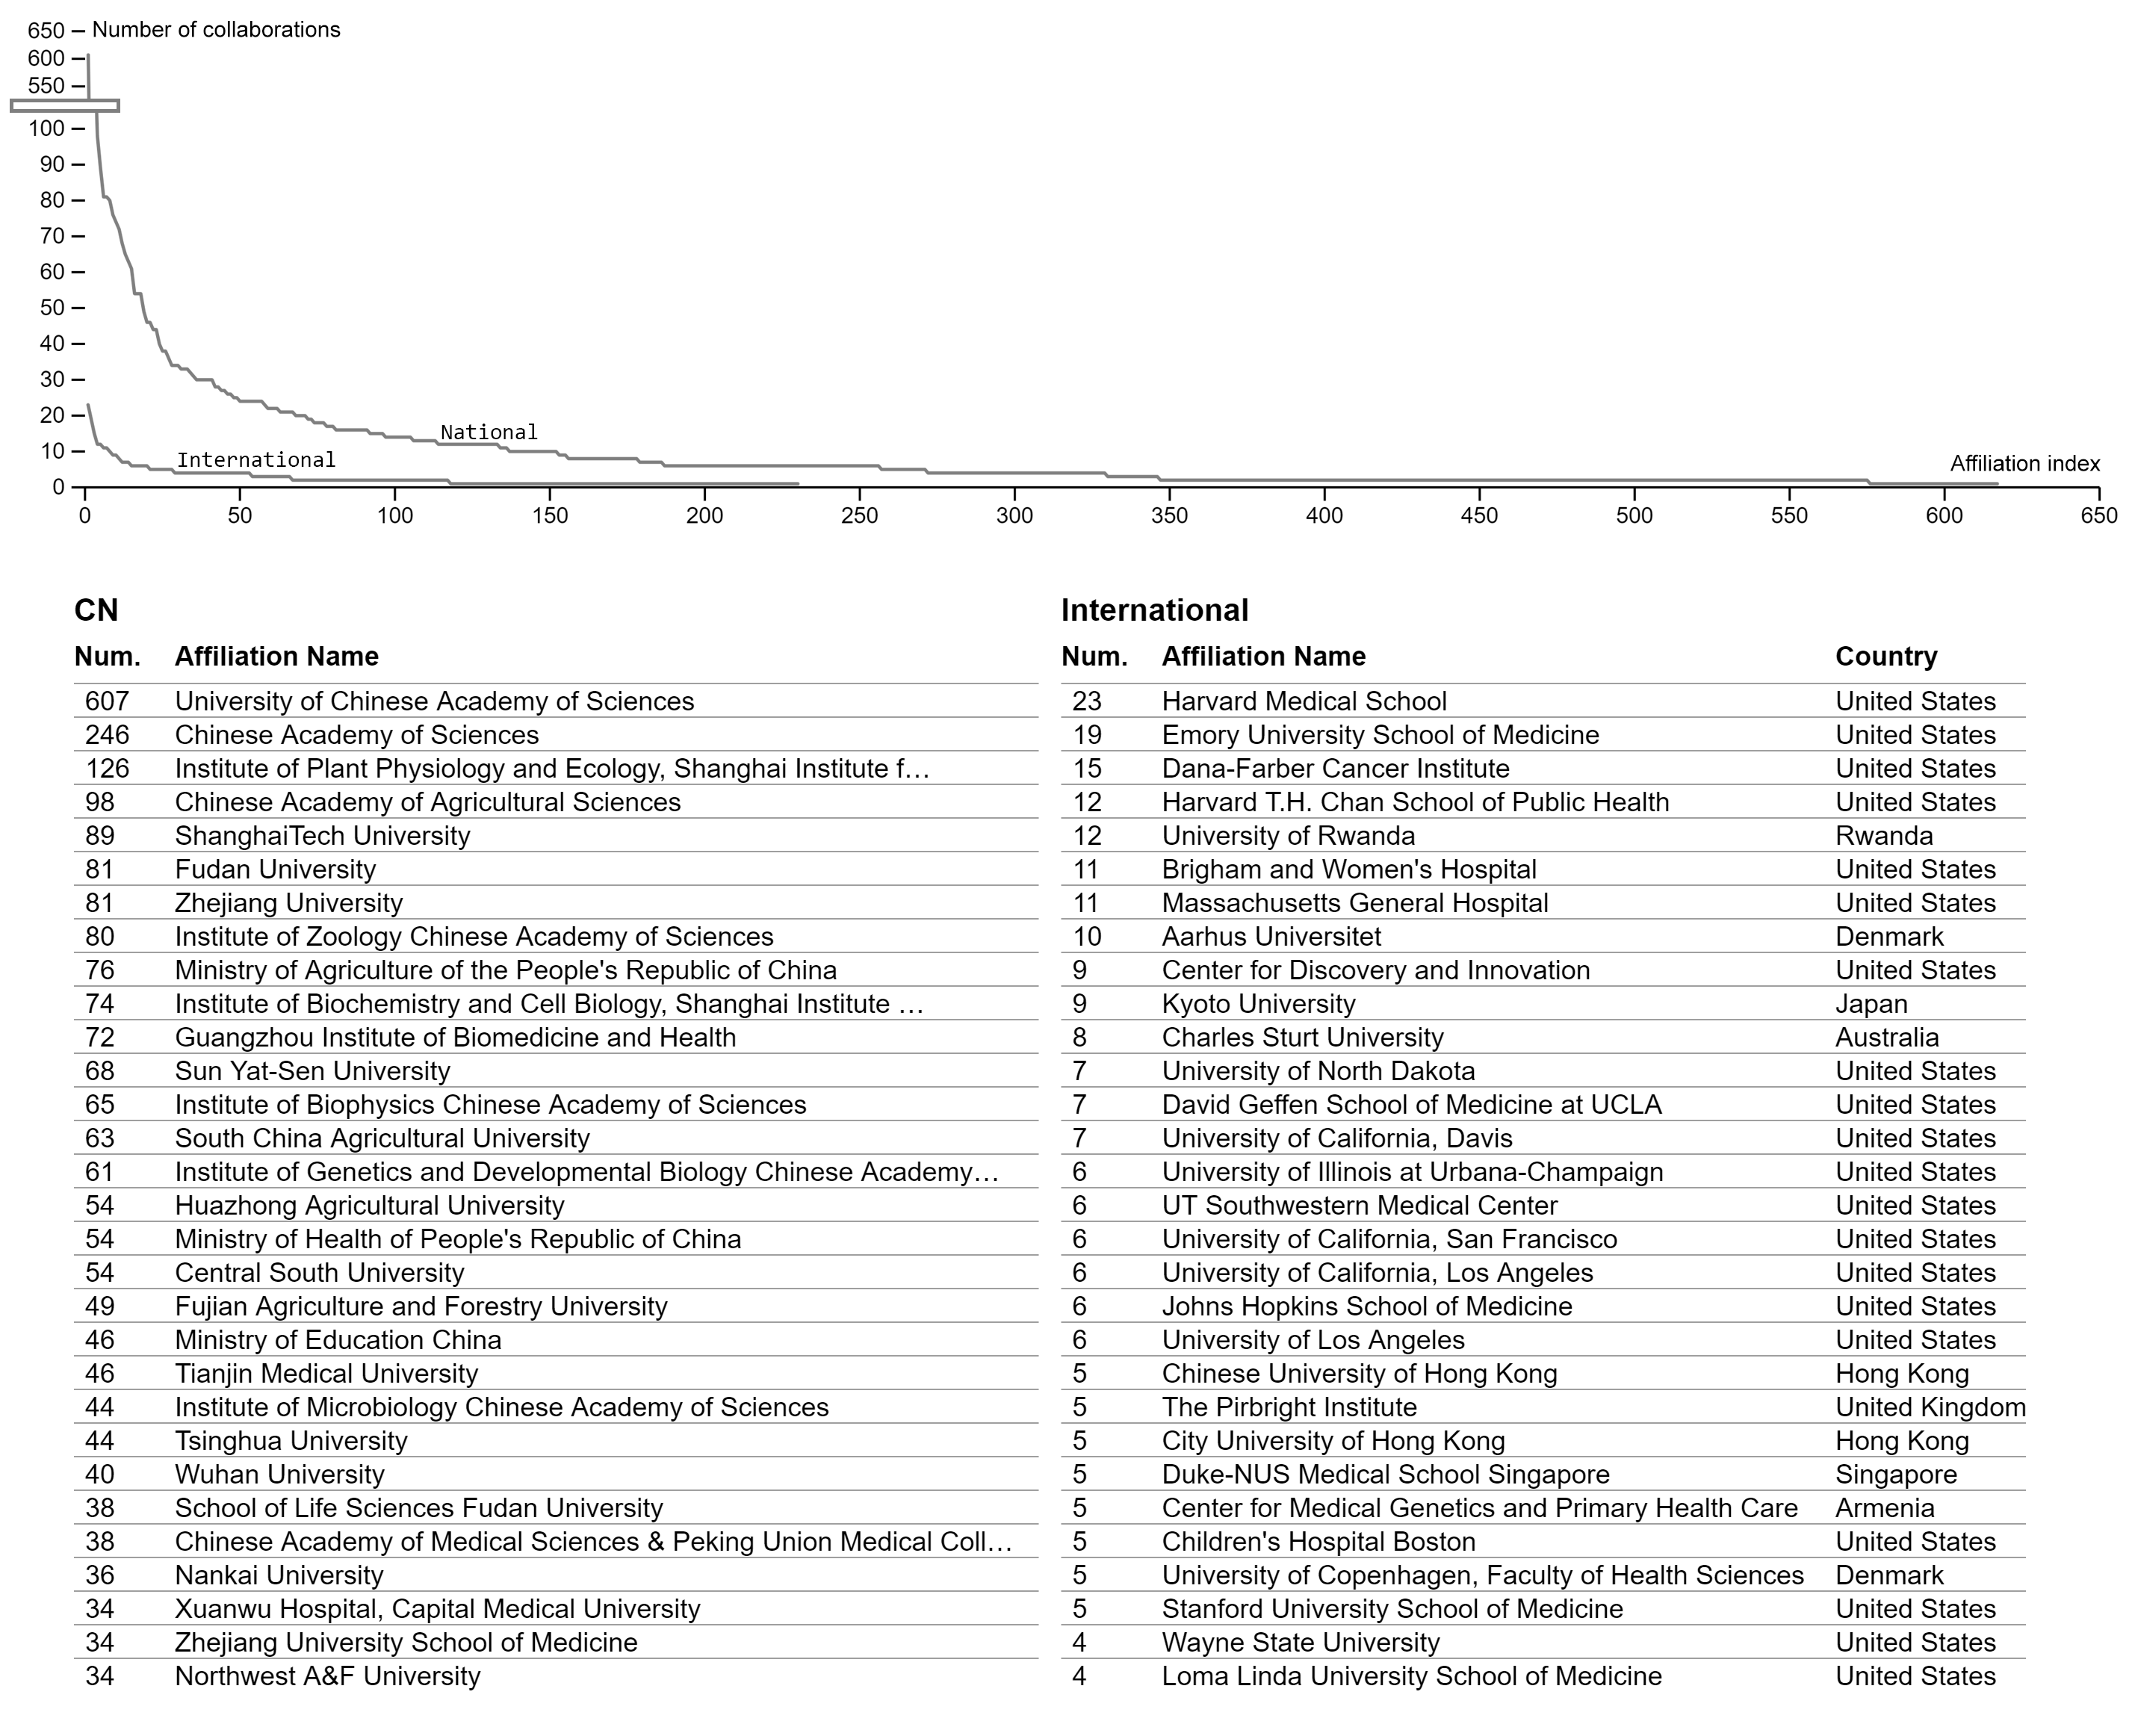 650 Number of collaborations
600
550
100
90
80
70
60
50
40
30
20
10
0
National
International
Affiliation index
0 50 100 150 200 250 300 350 400 450 500 550 600 650
CN
Num. Affiliation Name
607 University of Chinese Academy of Sciences
246 Chinese Academy of Sciences
126 Institute of Plant Physiology and Ecology, Shanghai Institute f…
98 Chinese Academy of Agricultural Sciences
89 ShanghaiTech University
81 Fudan University
81 Zhejiang University
80 Institute of Zoology Chinese Academy of Sciences
76 Ministry of Agriculture of the People's Republic of China
74 Institute of Biochemistry and Cell Biology, Shanghai Institute …
72 Guangzhou Institute of Biomedicine and Health
68 Sun Yat-Sen University
65 Institute of Biophysics Chinese Academy of Sciences
63 South China Agricultural University
61 Institute of Genetics and Developmental Biology Chinese Academy…
54 Huazhong Agricultural University
54 Ministry of Health of People's Republic of China
54 Central South University
49 Fujian Agriculture and Forestry University
46 Ministry of Education China
46 Tianjin Medical University
44 Institute of Microbiology Chinese Academy of Sciences
44 Tsinghua University
40 Wuhan University
38 School of Life Sciences Fudan University
38 Chinese Academy of Medical Sciences & Peking Union Medical Coll…
36 Nankai University
34 Xuanwu Hospital, Capital Medical University
34 Zhejiang University School of Medicine
34 Northwest A&F University
International
Num. Affiliation Name Country
23 Harvard Medical School United States
19 Emory University School of Medicine United States
15 Dana-Farber Cancer Institute United States
12 Harvard T.H. Chan School of Public Health United States
12 University of Rwanda Rwanda
11 Brigham and Women's Hospital United States
11 Massachusetts General Hospital United States
10 Aarhus Universitet Denmark
9 Center for Discovery and Innovation United States
9 Kyoto University Japan
8 Charles Sturt University Australia
7 University of North Dakota United States
7 David Geffen School of Medicine at UCLA United States
7 University of California, Davis United States
6 University of Illinois at Urbana-Champaign United States
6 UT Southwestern Medical Center United States
6 University of California, San Francisco United States
6 University of California, Los Angeles United States
6 Johns Hopkins School of Medicine United States
6 University of Los Angeles United States
5 Chinese University of Hong Kong Hong Kong
5 The Pirbright Institute United Kingdom
5 City University of Hong Kong Hong Kong
5 Duke-NUS Medical School Singapore Singapore
5 Center for Medical Genetics and Primary Health Care Armenia
5 Children's Hospital Boston United States
5 University of Copenhagen, Faculty of Health Sciences Denmark
5 Stanford University School of Medicine United States
4 Wayne State University United States
4 Loma Linda University School of Medicine United States